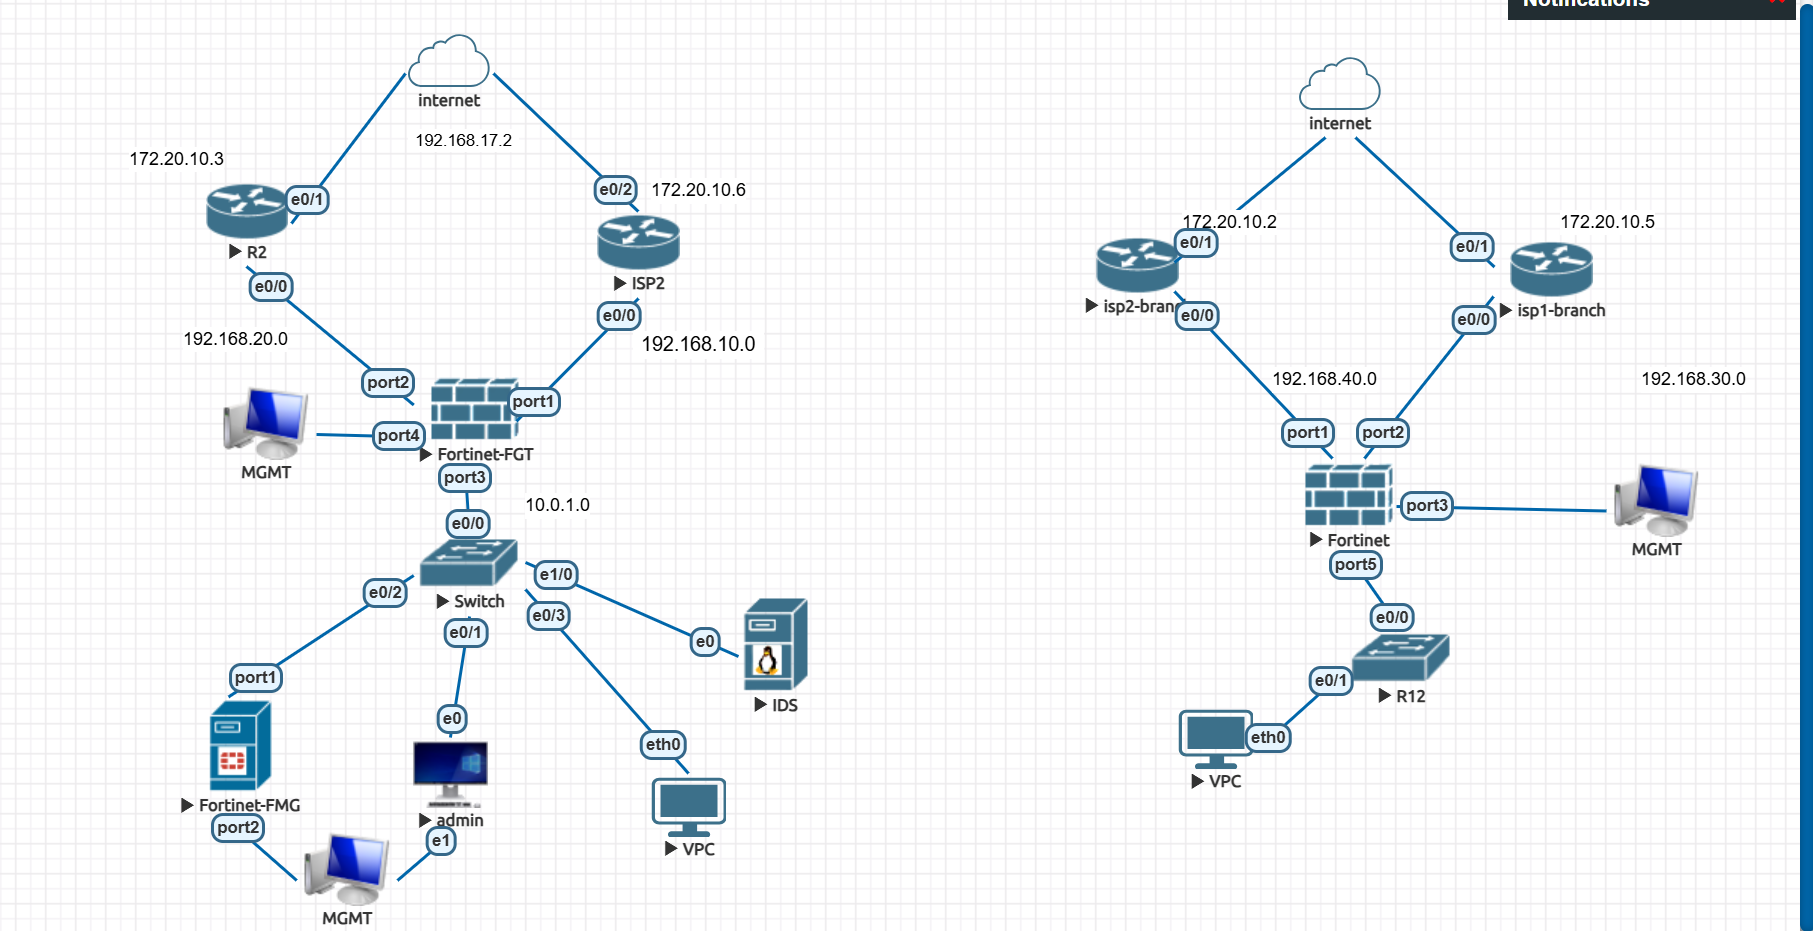 Notifications
internet
192.168.17.2
172.20.10.3
e0/1
R2
e0/0
192.168.20.0
e0/2
172.20.10.6
ISP2
e0/0
192.168.10.0
port2
port1
port4
MGMT
Fortinet-FGT
port3
10.0.1.0
e0/0
Switch
e0/2
e1/0
e0/3
e0/1
e0
IDS
port1
Fortinet-FMG
port2
e0
admin
e1
MGMT
eth0
VPC
internet
172.20.10.2
e0/1
isp2-bran
e0/0
172.20.10.5
e0/1
isp1-branch
e0/0
192.168.40.0
192.168.30.0
port1
port2
Fortinet
port3
MGMT
port5
e0/0
R12
e0/1
eth0
VPC